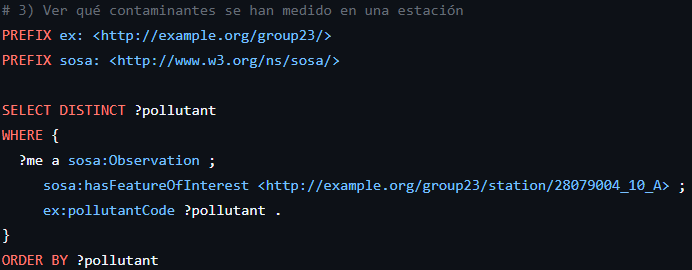 # 3) Ver qué contaminantes se han medido en una estación
PREFIX ex: <http://example.org/group23/>
PREFIX sosa: <http://www.w3.org/ns/sosa/>

SELECT DISTINCT ?pollutant
WHERE {
  ?me a sosa:Observation ;
     sosa:hasFeatureOfInterest <http://example.org/group23/station/28079004_10_A> ;
     ex:pollutantCode ?pollutant .
}
ORDER BY ?pollutant